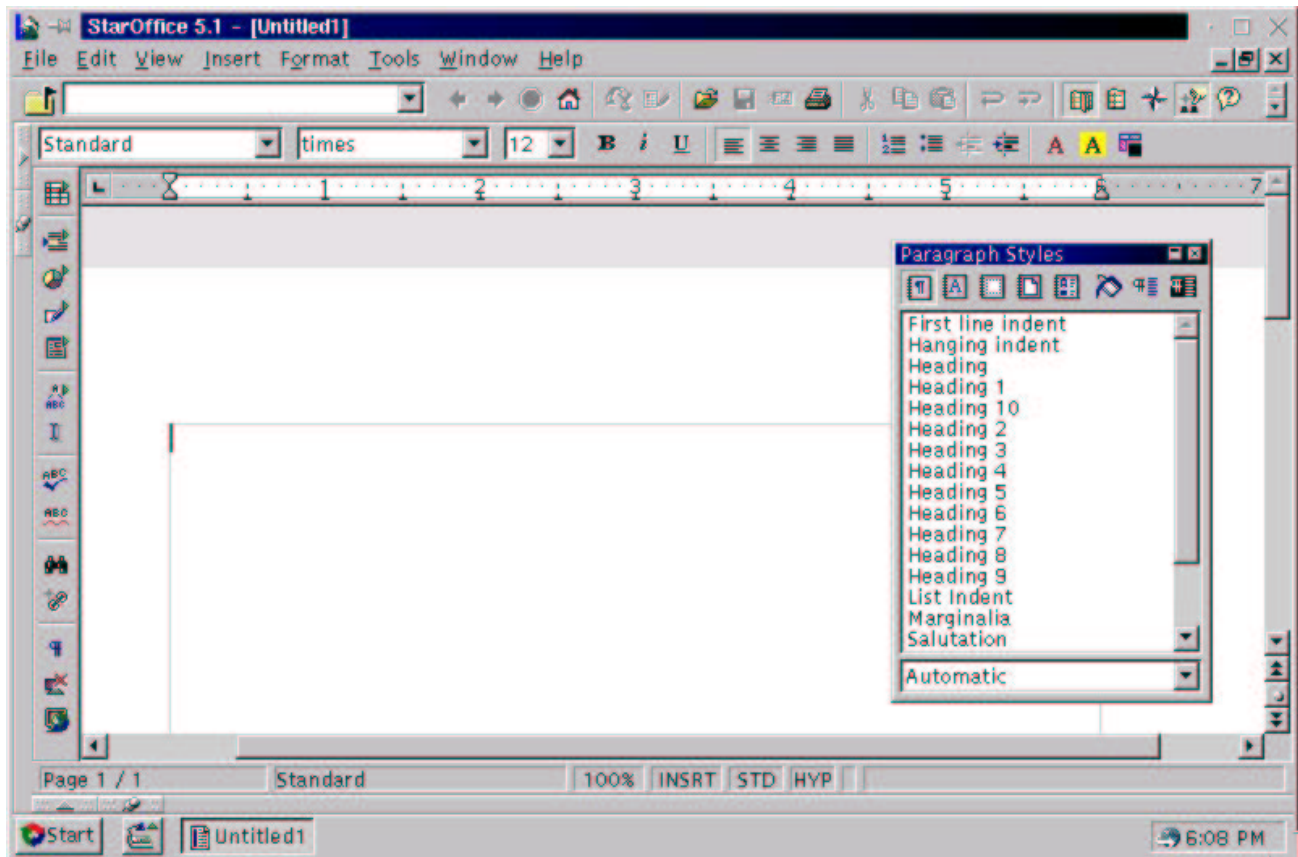 StarOffice 5.1 - [Untitled1]
File Edit View Insert Format Tools Window Help
Standard times 12 B i U A A
1 2 3 4 5 6 7
Paragraph Styles
First line indent
Hanging indent
Heading
Heading 1
Heading 10
Heading 2
Heading 3
Heading 4
Heading 5
Heading 6
Heading 7
Heading 8
Heading 9
List Indent
Marginalia
Salutation
Automatic
ABC
ABC
ABC
Page 1 / 1 Standard 100% INSRT STD HYP
Start Untitled1 6:08 PM